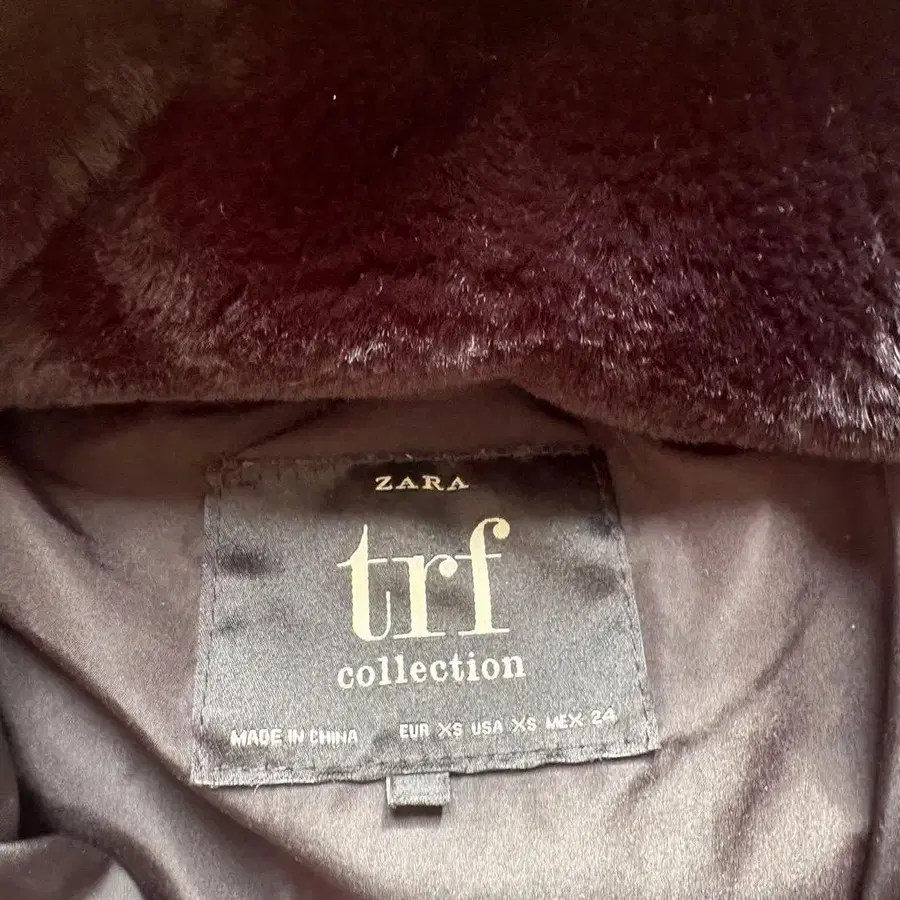 ZARA
trf
collection
MADE IN CHINA EUR XS USA XS MEX 24